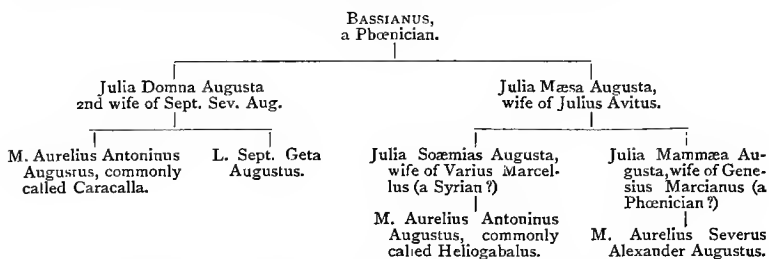 BASSIANUS,
a Phœnician.
Julia Domna Augusta
2nd wife of Sept. Sev. Aug.
Julia Mæsa Augusta,
wife of Julius Avitus.
M. Aurelius Antoninus
Augustus, commonly
called Caracalla.
L. Sept. Geta
Augustus.
Julia Soæmias Augusta,
wife of Varius Marcel-
lus (a Syrian ?)
M. Aurelius Antoninus
Augustus, commonly
called Heliogabalus.
Julia Mammæa Au-
gusta, wife of Gene-
sius Marcianus (a
Phœnician ?)
M. Aurelius Severus
Alexander Augustus.